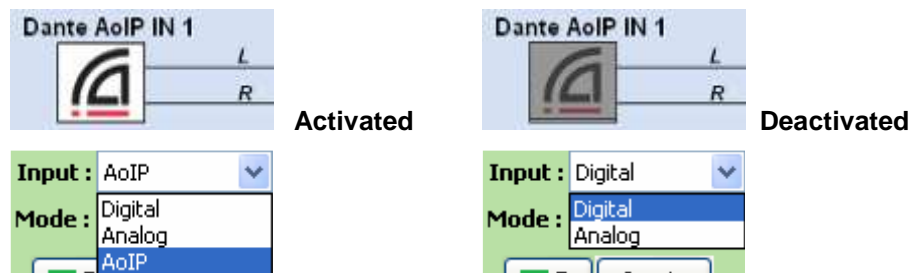 Dante AoIP IN 1
L
R
Activated
Input : AoIP
Mode :
Digital
Analog
AoIP
Dante AoIP IN 1
L
R
Deactivated
Input : Digital
Mode :
Digital
Analog